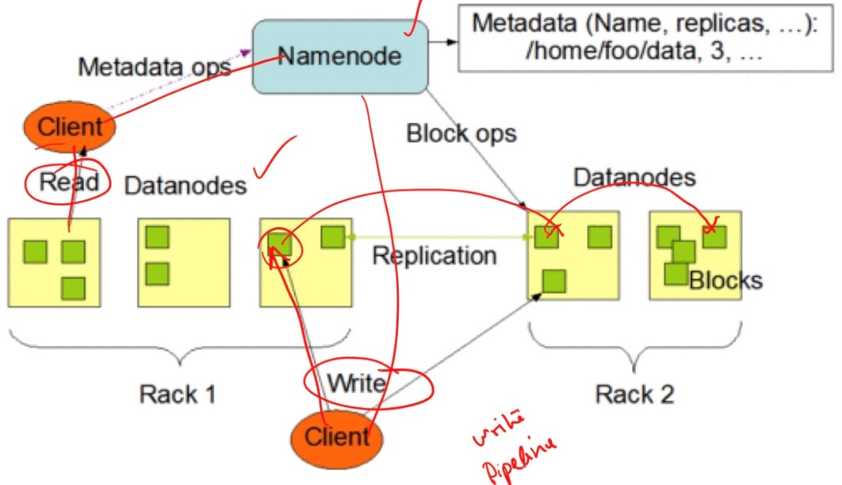 Metadata (Name, replicas, …):
/home/foo/data, 3, …
Namenode
Metadata ops
Client
Block ops
Read
Datanodes
Datanodes
Replication
Blocks
Rack 1
Write
Rack 2
Client
write
pipeline